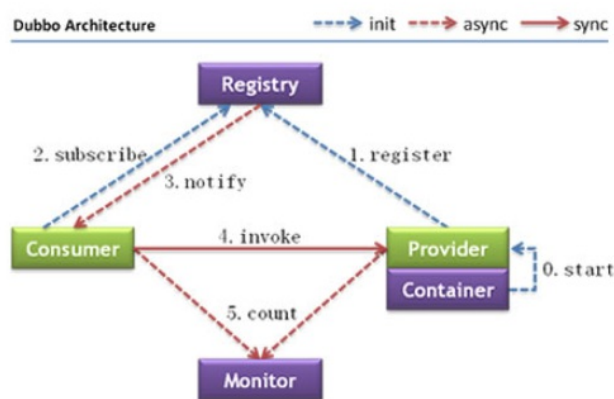 Dubbo Architecture
init
async
sync
Registry
2. subscribe
1. register
3. notify
Consumer
4. invoke
Provider
Container
0. start
5. count
Monitor